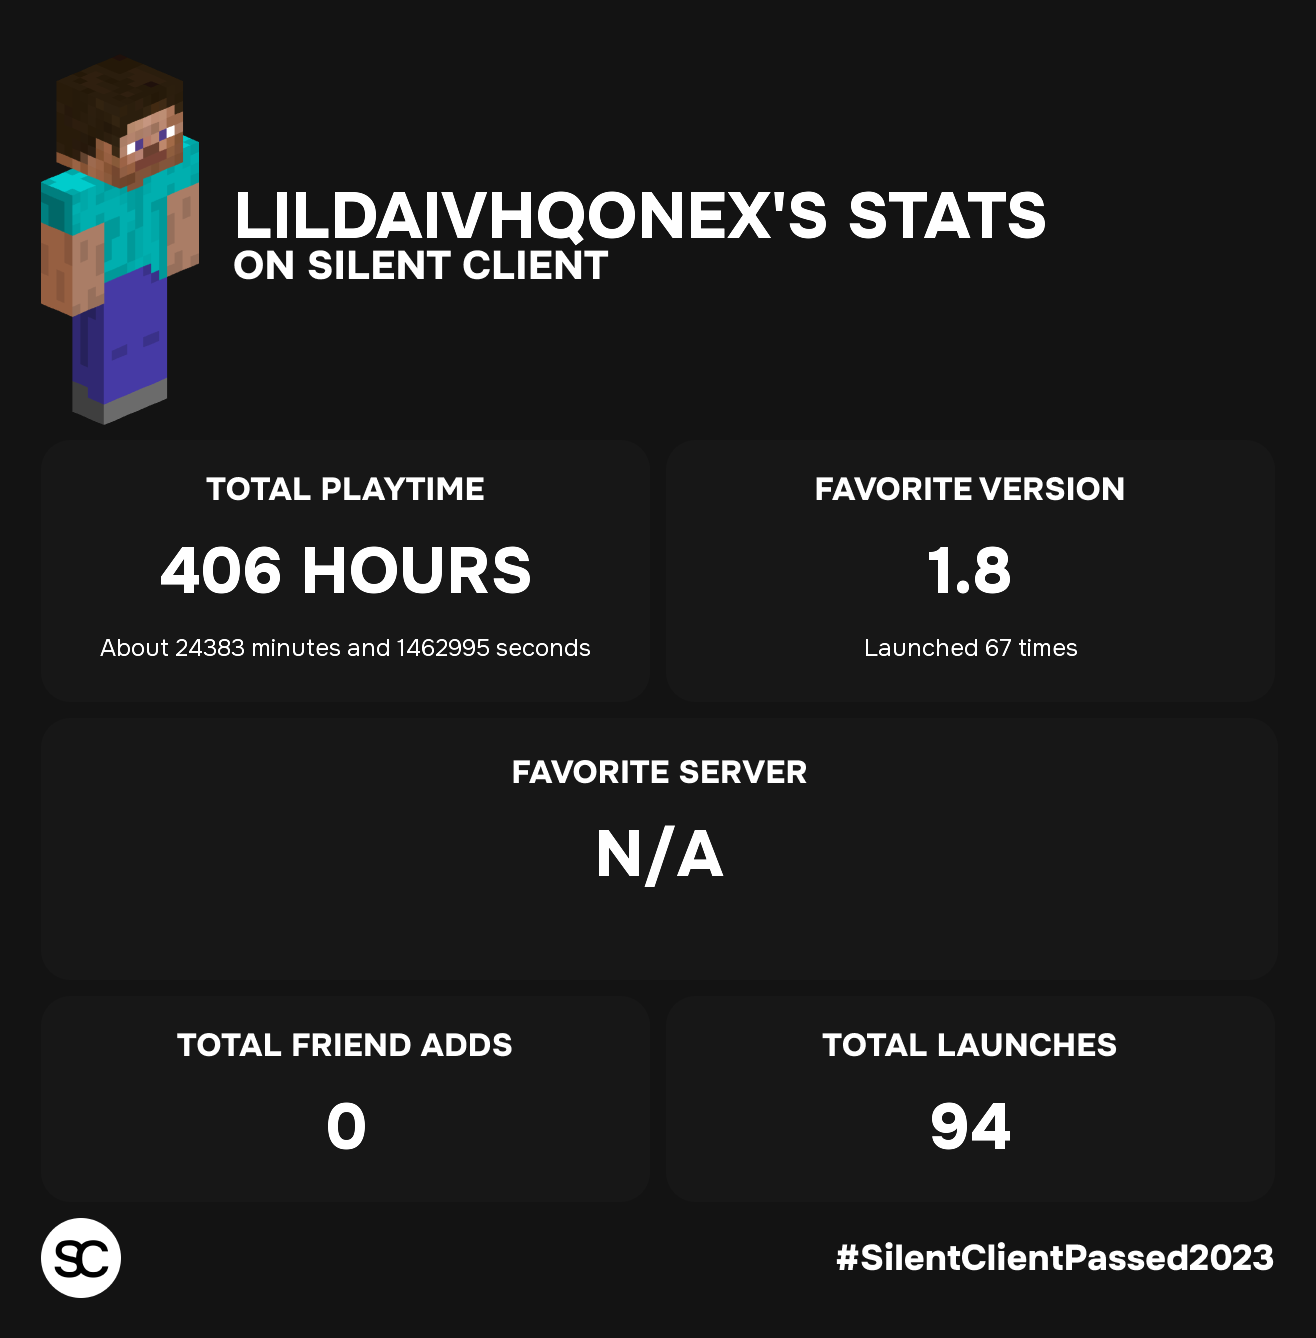 LILDAIVHQONEX'S STATS
ON SILENT CLIENT
TOTAL PLAYTIME
406 HOURS
About 24383 minutes and 1462995 seconds
FAVORITE VERSION
1.8
Launched 67 times
FAVORITE SERVER
N/A
TOTAL FRIEND ADDS
0
TOTAL LAUNCHES
94
SC
#SilentClientPassed2023